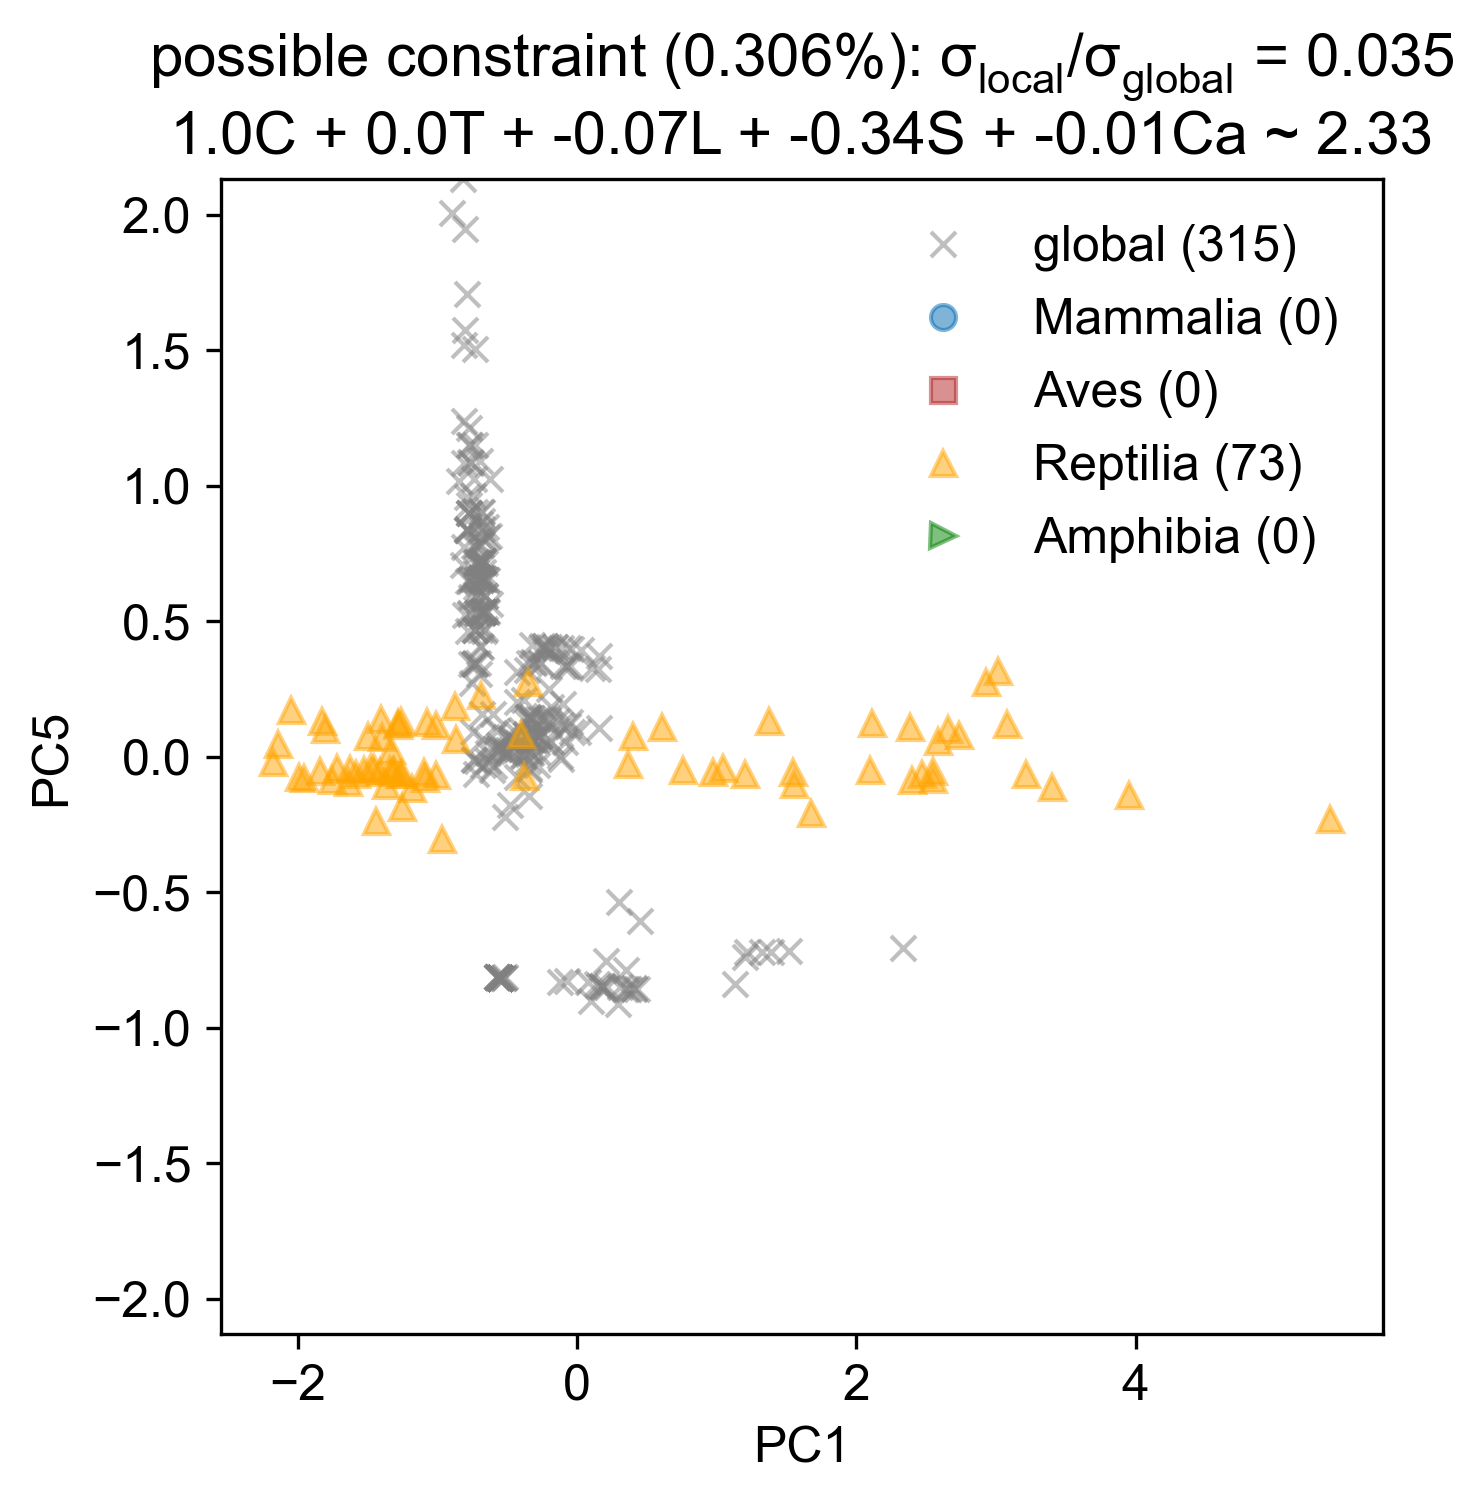 possible constraint (0.306%): σlocal/σglobal = 0.035
1.0C + 0.0T + -0.07L + -0.34S + -0.01Ca ~ 2.33
global (315)
Mammalia (0)
Aves (0)
Reptilia (73)
Amphibia (0)
2.0
1.5
1.0
0.5
0.0
−0.5
−1.0
−1.5
−2.0
PC5
−2
0
2
4
PC1